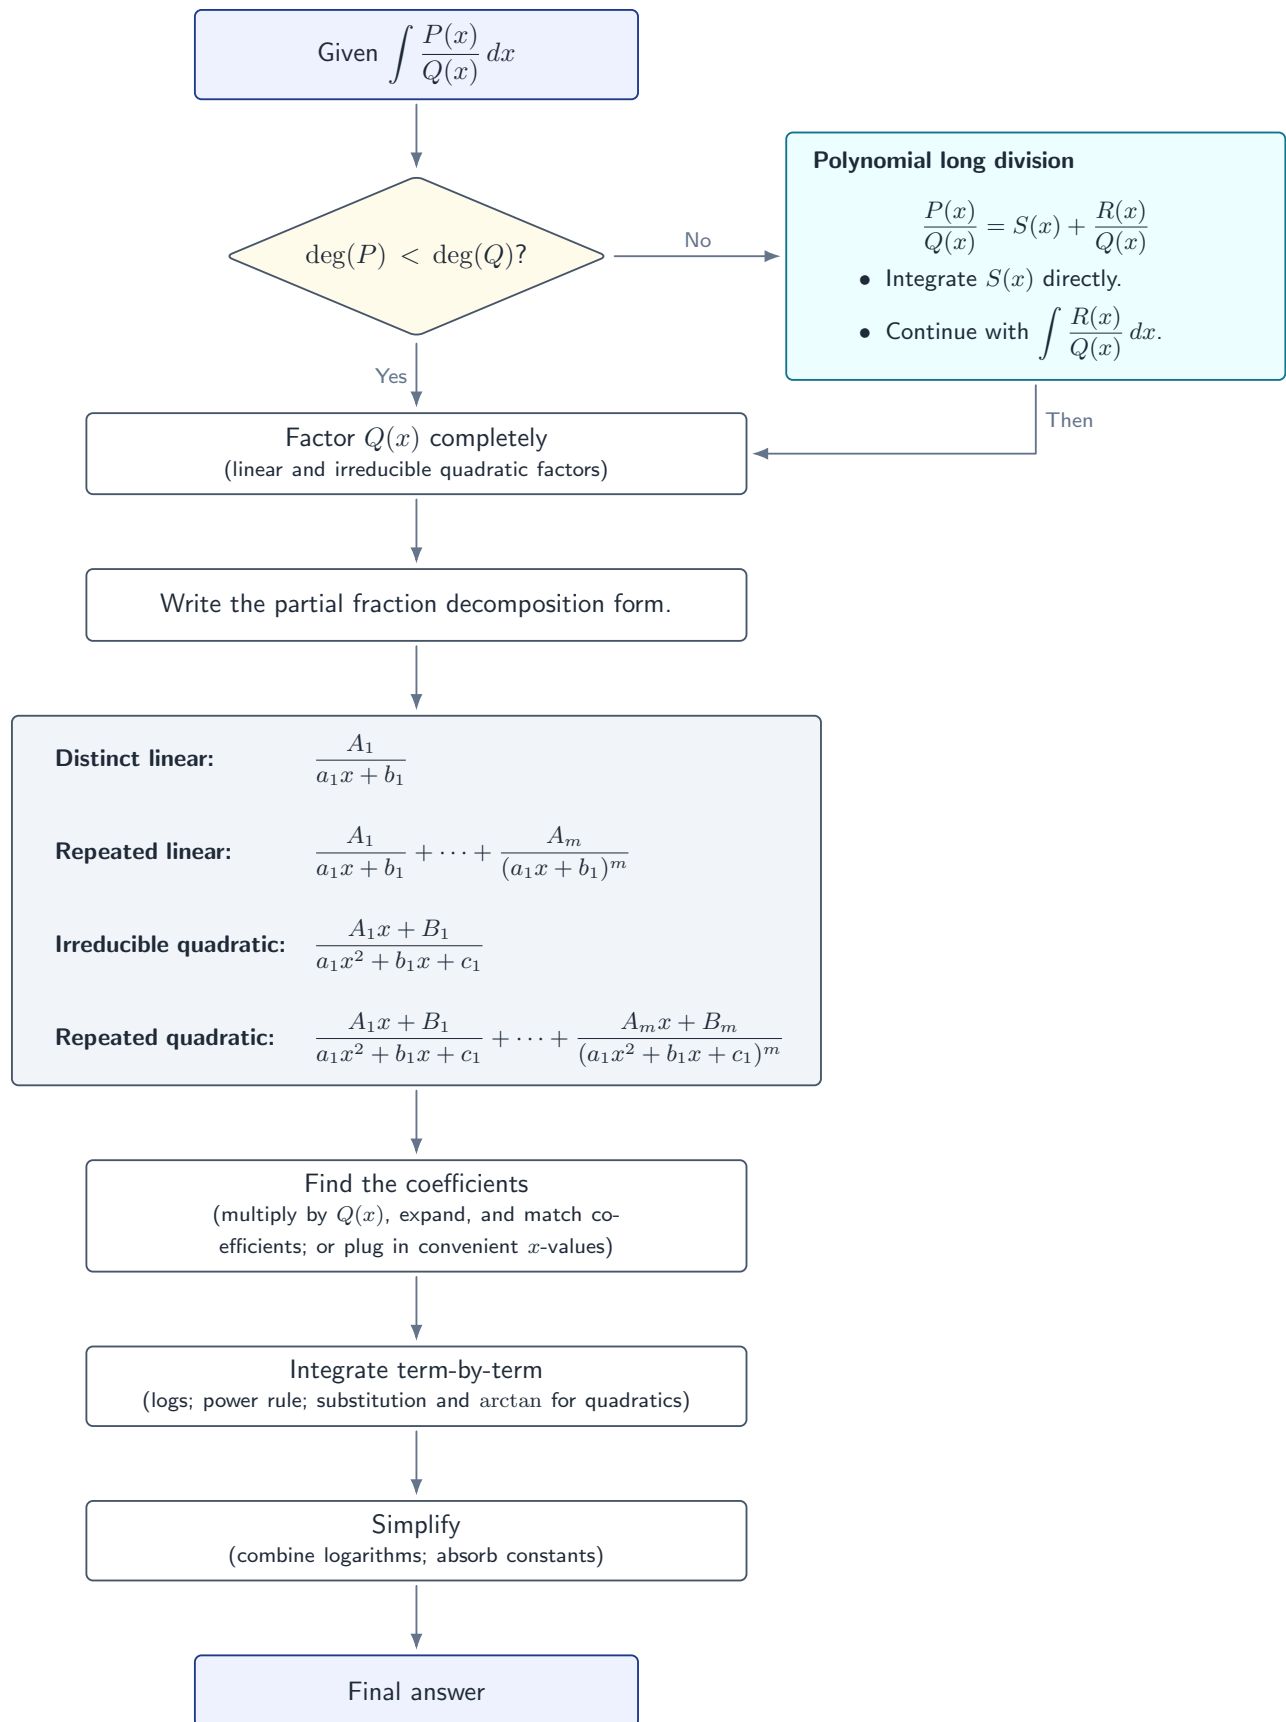 Given ∫ P(x)/Q(x) dx
deg(P) < deg(Q)?
No
Polynomial long division
P(x)/Q(x) = S(x) + R(x)/Q(x)
• Integrate S(x) directly.
• Continue with ∫ R(x)/Q(x) dx.
Yes
Then
Factor Q(x) completely
(linear and irreducible quadratic factors)
Write the partial fraction decomposition form.
Distinct linear: A₁/(a₁x + b₁)
Repeated linear: A₁/(a₁x + b₁) + ⋯ + Aₘ/(a₁x + b₁)ᵐ
Irreducible quadratic: (A₁x + B₁)/(a₁x² + b₁x + c₁)
Repeated quadratic: (A₁x + B₁)/(a₁x² + b₁x + c₁) + ⋯ + (Aₘx + Bₘ)/(a₁x² + b₁x + c₁)ᵐ
Find the coefficients
(multiply by Q(x), expand, and match co-
efficients; or plug in convenient x-values)
Integrate term-by-term
(logs; power rule; substitution and arctan for quadratics)
Simplify
(combine logarithms; absorb constants)
Final answer